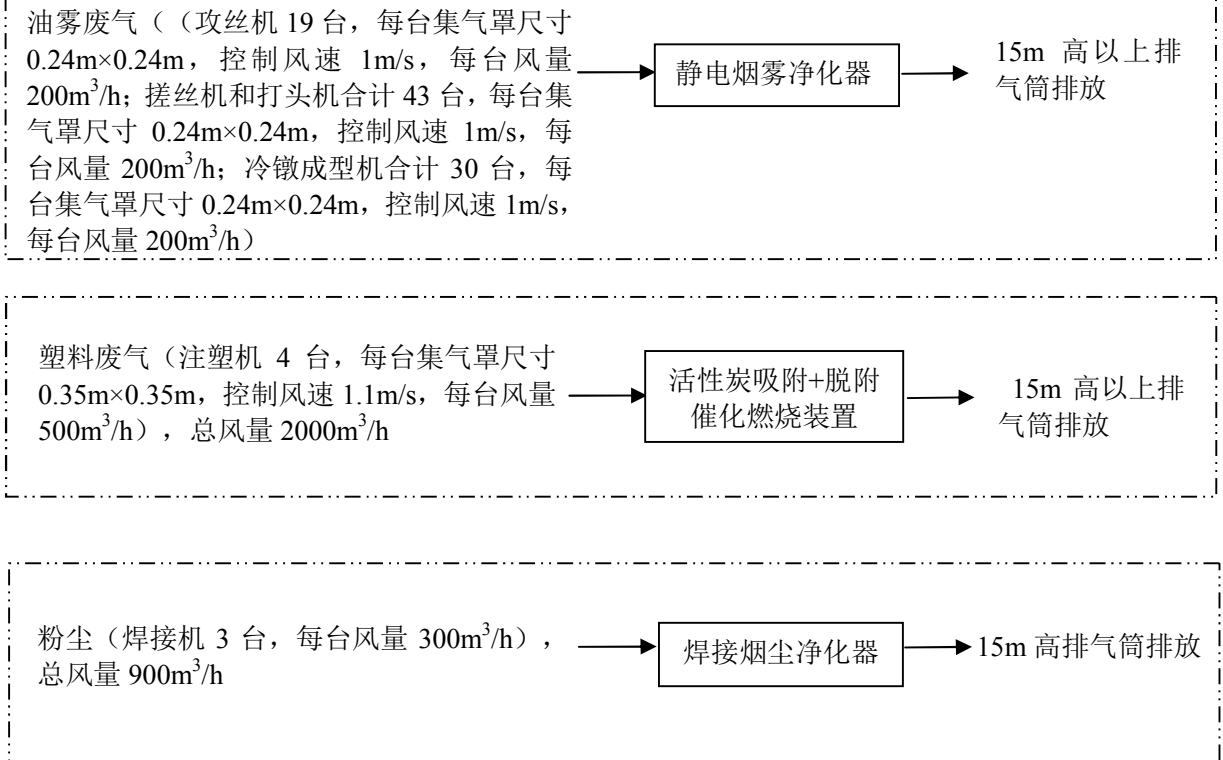 油雾废气（（攻丝机 19 台，每台集气罩尺寸
0.24m×0.24m，控制风速 1m/s，每台风量
200m³/h；搓丝机和打头机合计 43 台，每台集
气罩尺寸 0.24m×0.24m，控制风速 1m/s，每
台风量 200m³/h；冷镦成型机合计 30 台，每
台集气罩尺寸 0.24m×0.24m，控制风速 1m/s，
每台风量 200m³/h）
静电烟雾净化器
15m 高以上排
气筒排放
塑料废气（注塑机 4 台，每台集气罩尺寸
0.35m×0.35m，控制风速 1.1m/s，每台风量
500m³/h），总风量 2000m³/h
活性炭吸附+脱附
催化燃烧装置
15m 高以上排
气筒排放
粉尘（焊接机 3 台，每台风量 300m³/h），
总风量 900m³/h
焊接烟尘净化器
15m 高排气筒排放